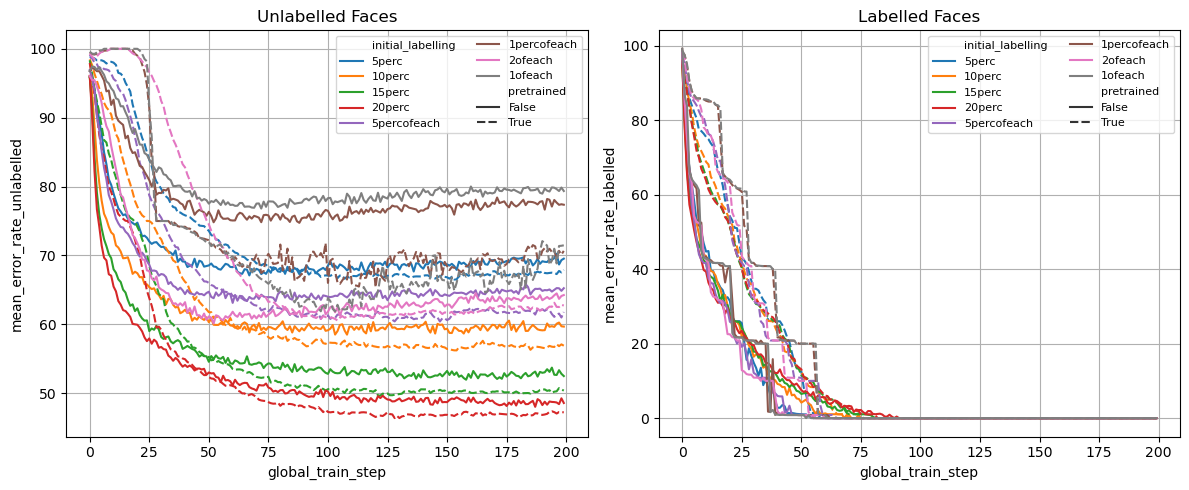 Unlabelled Faces
mean_error_rate_unlabelled
100
90
80
70
60
50
0 25 50 75 100 125 150 175 200
global_train_step
initial_labelling
5perc
10perc
15perc
20perc
5percofeach
1percofeach
2ofeach
1ofeach
pretrained
False
True
Labelled Faces
mean_error_rate_labelled
100
80
60
40
20
0
0 25 50 75 100 125 150 175 200
global_train_step
initial_labelling
5perc
10perc
15perc
20perc
5percofeach
1percofeach
2ofeach
1ofeach
pretrained
False
True